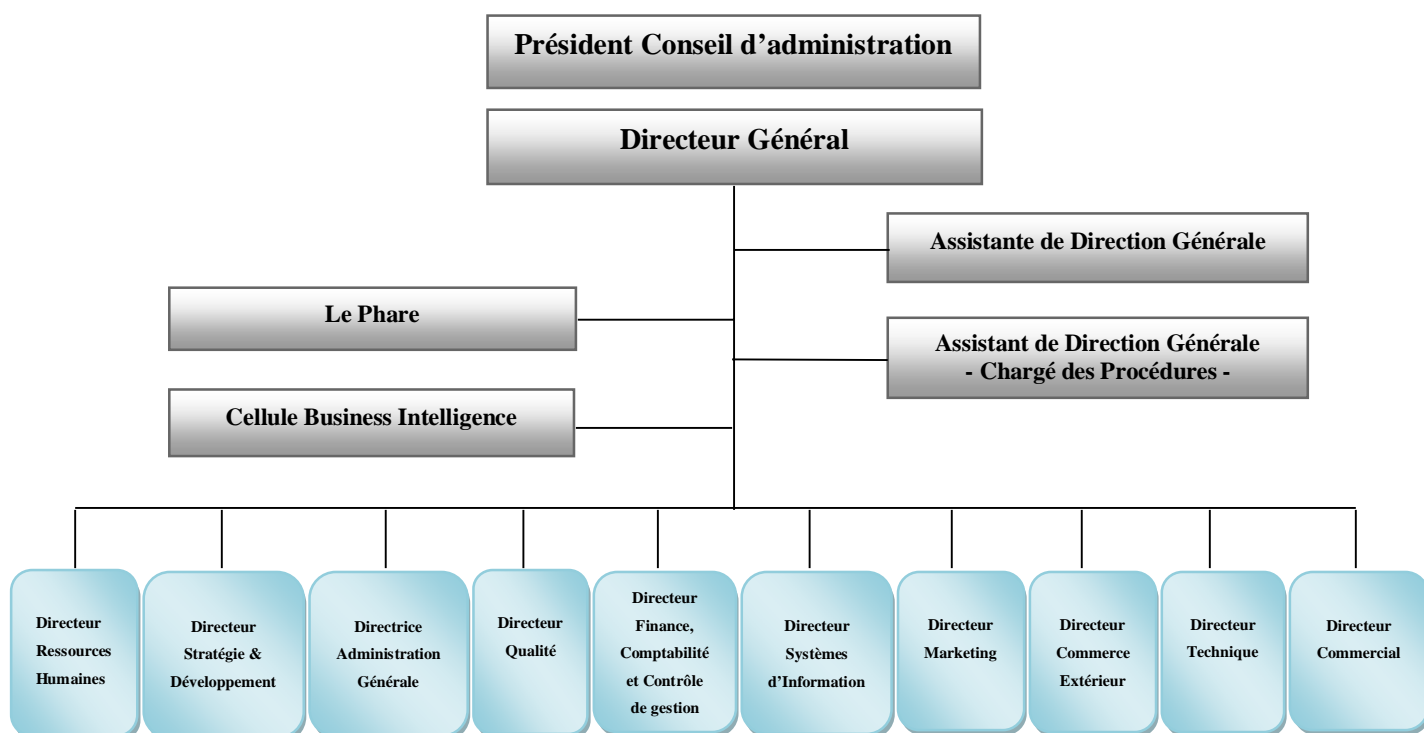 Président Conseil d’administration
Directeur Général
Assistante de Direction Générale
Le Phare
Assistant de Direction Générale
- Chargé des Procédures -
Cellule Business Intelligence
Directeur
Ressources
Humaines
Directeur
Stratégie &
Développement
Directrice
Administration
Générale
Directeur
Qualité
Directeur
Finance,
Comptabilité
et Contrôle
de gestion
Directeur
Systèmes
d’Information
Directeur
Marketing
Directeur
Commerce
Extérieur
Directeur
Technique
Directeur
Commercial